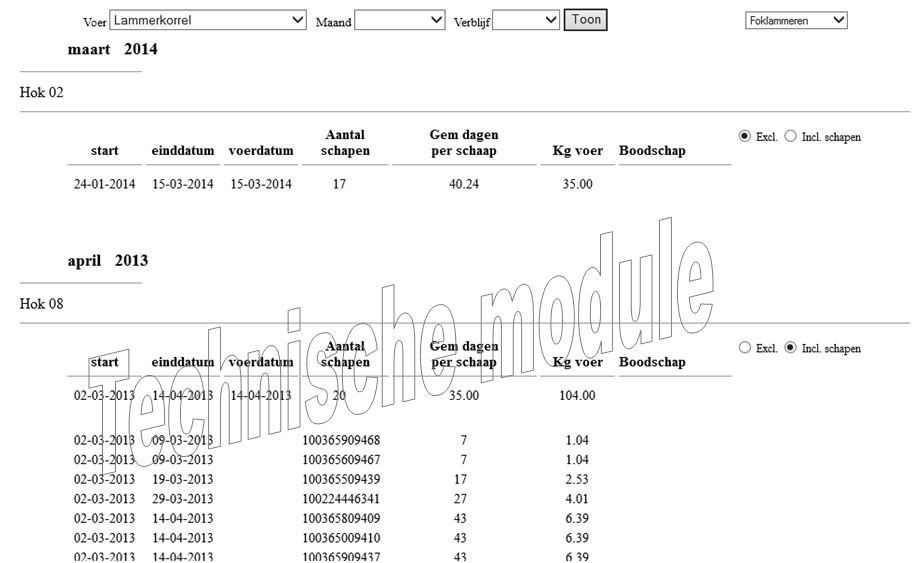 Voer Lammerkorrel Maand Verblijf Toon Foklammeren
maart 2014
Hok 02
Excl. Incl. schapen
start einddatum voerdatum Aantal schapen Gem dagen per schaap Kg voer Boodschap
24-01-2014 15-03-2014 15-03-2014 17 40.24 35.00
april 2013
Hok 08
Excl. Incl. schapen
start einddatum voerdatum Aantal schapen Gem dagen per schaap Kg voer Boodschap
02-03-2013 14-04-2013 14-04-2013 20 35.00 104.00
02-03-2013 09-03-2013 100365909468 7 1.04
02-03-2013 09-03-2013 100365609467 7 1.04
02-03-2013 19-03-2013 100365509439 17 2.53
02-03-2013 29-03-2013 100224446341 27 4.01
02-03-2013 14-04-2013 100365809409 43 6.39
02-03-2013 14-04-2013 100365009410 43 6.39
02-03-2013 14-04-2013 100365909437 43 6.39
Technische module